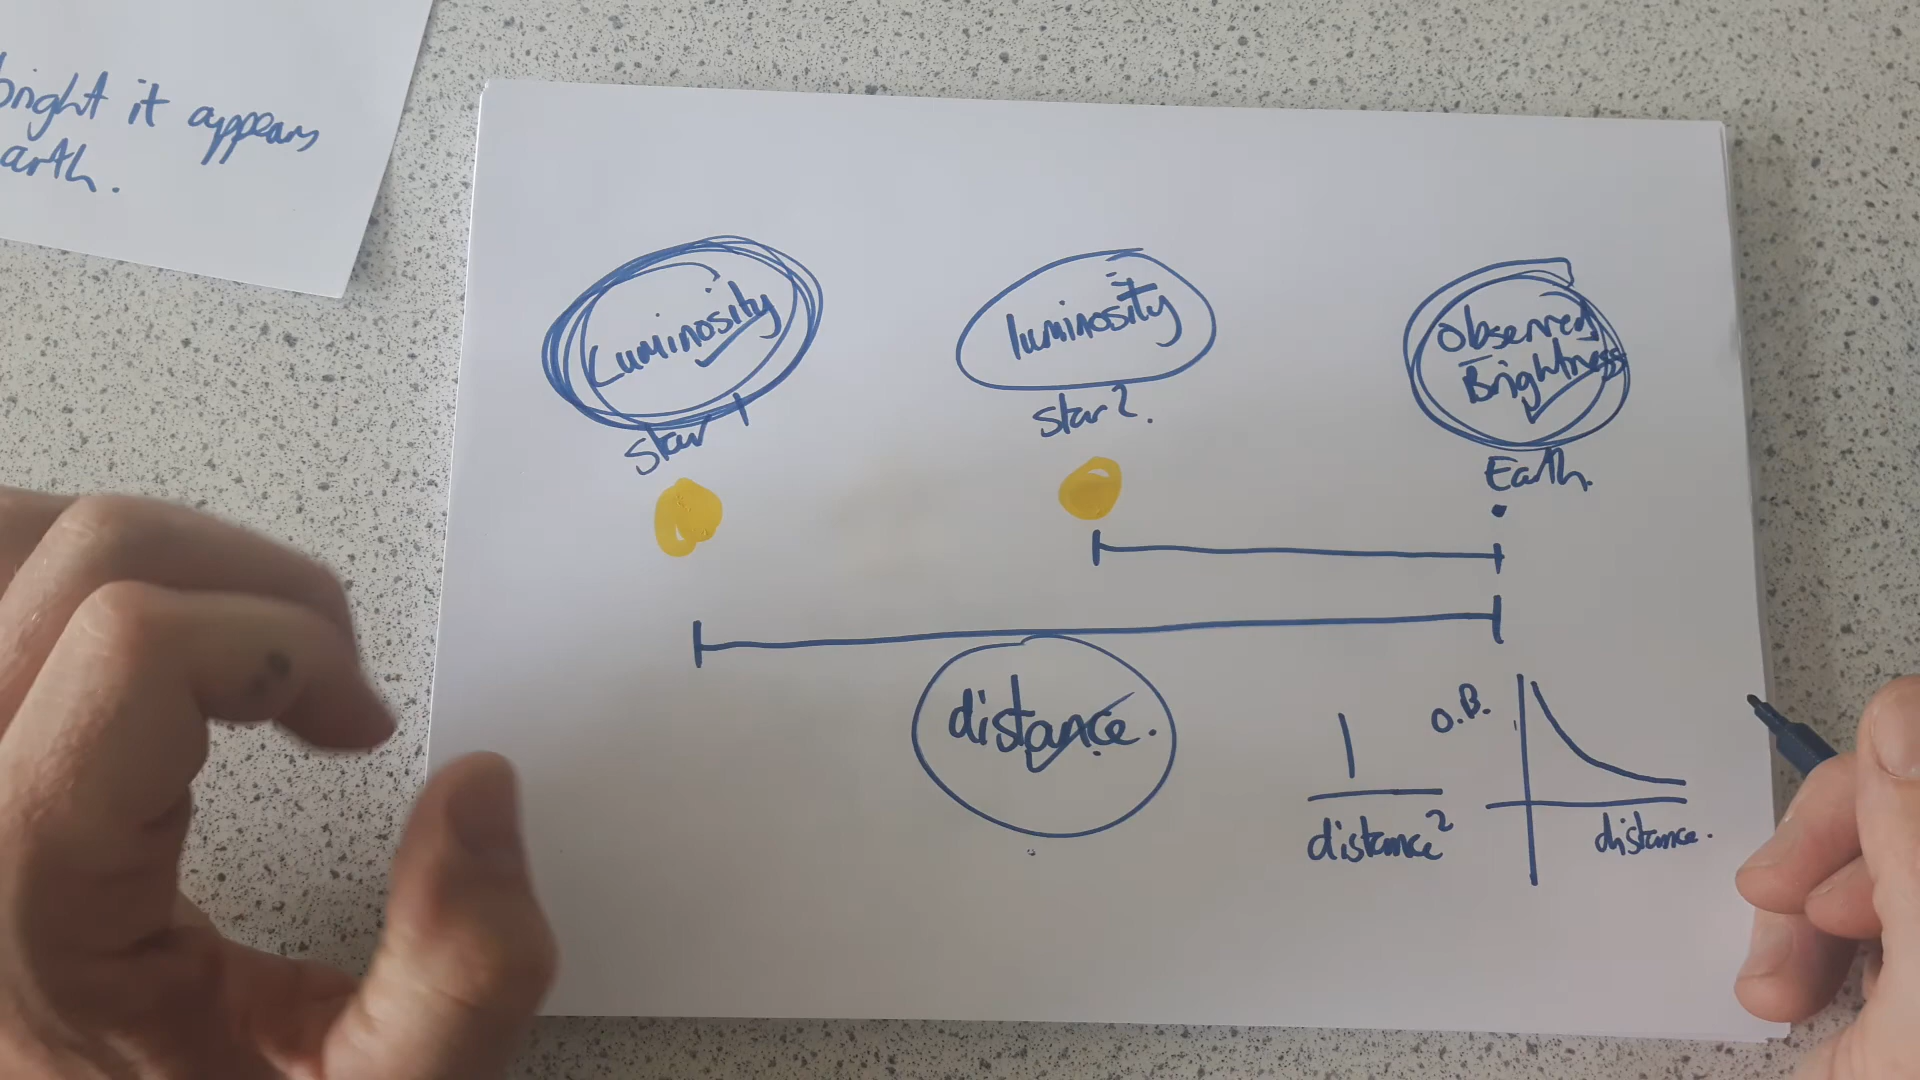 bright it appears
arth.
Luminosity
star 1
luminosity
star 2.
Observed
Brightness
Earth.
distance.
1
distance²
O.B.
distance.